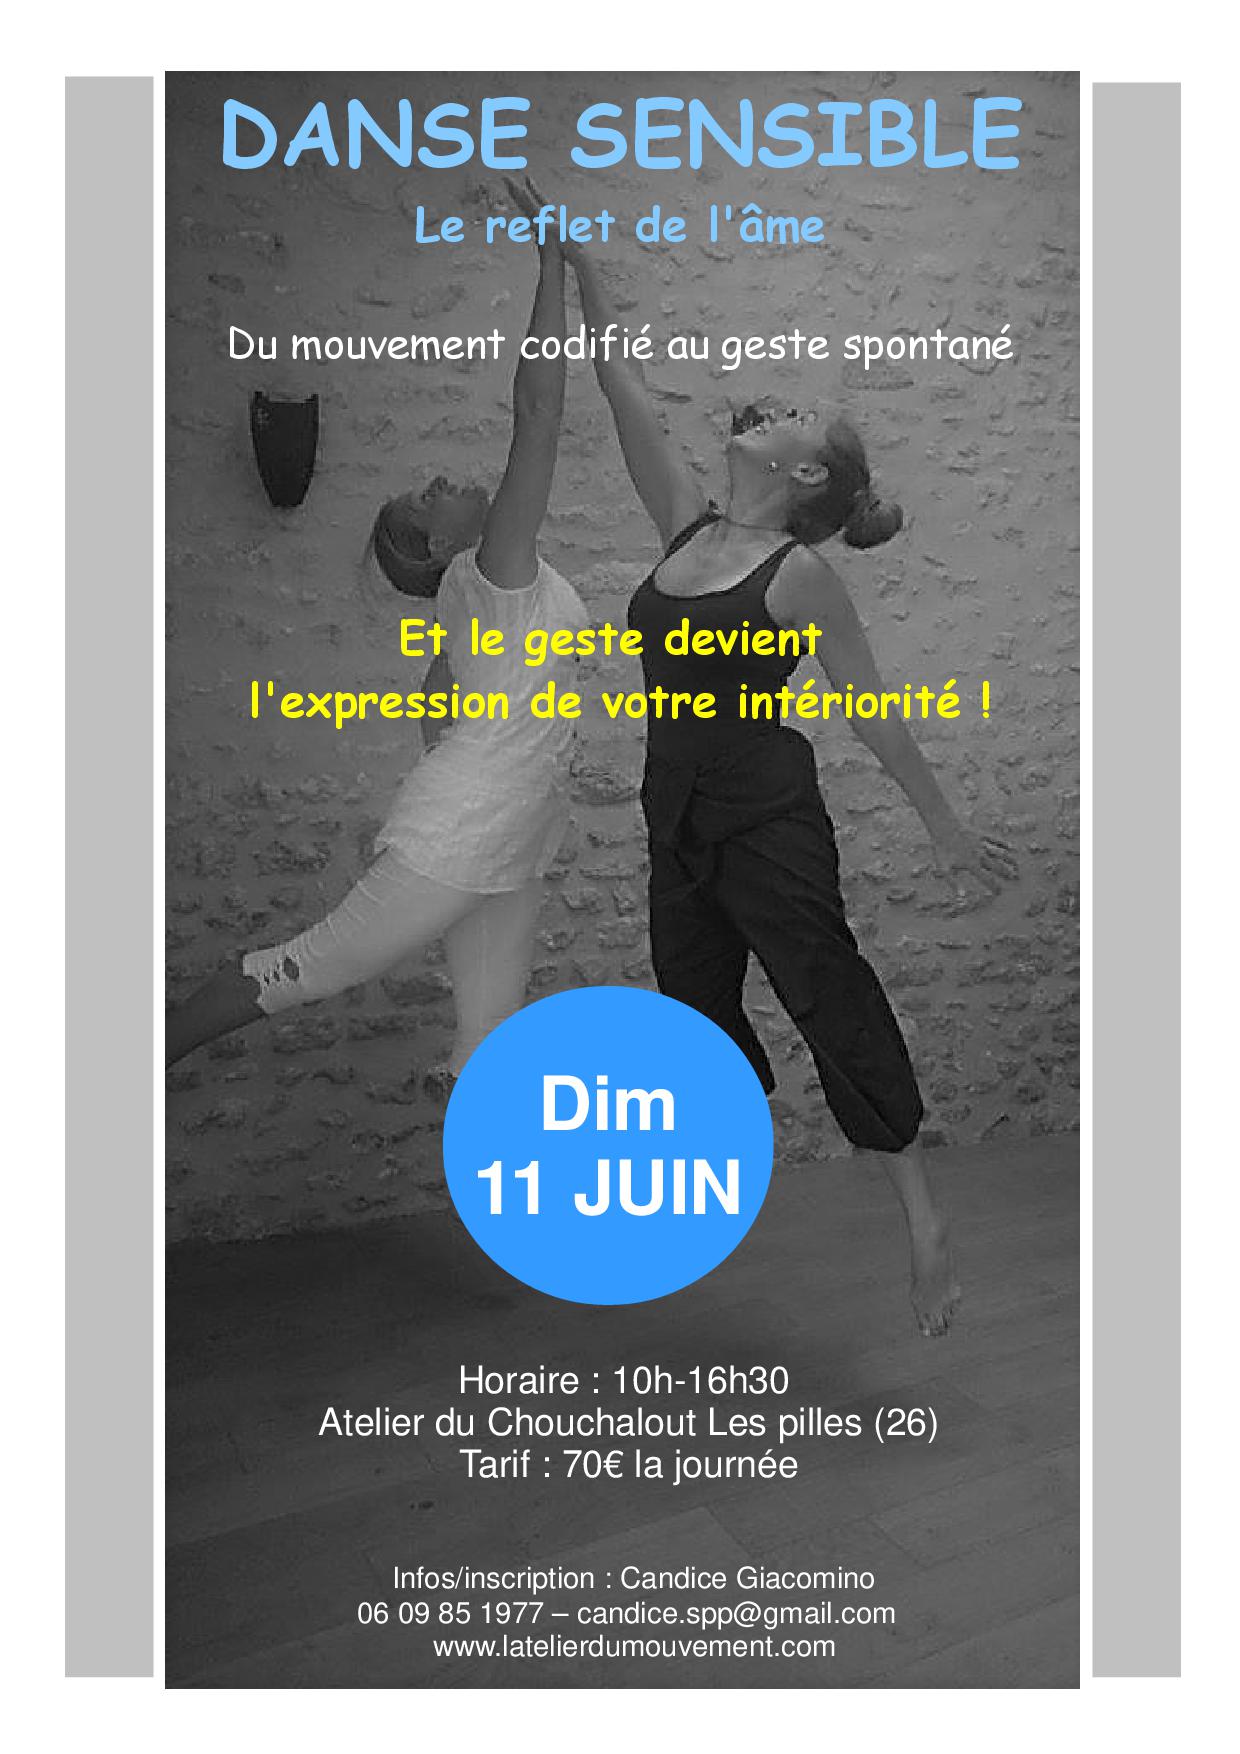 DANSE SENSIBLE
Le reflet de l'âme
Du mouvement codifié au geste spontané
Et le geste devient
l'expression de votre intériorité !
Dim
11 JUIN
Horaire : 10h-16h30
Atelier du Chouchalout Les pilles (26)
Tarif : 70€ la journée
Infos/inscription : Candice Giacomino
06 09 85 1977 – candice.spp@gmail.com
www.latelierdumouvement.com